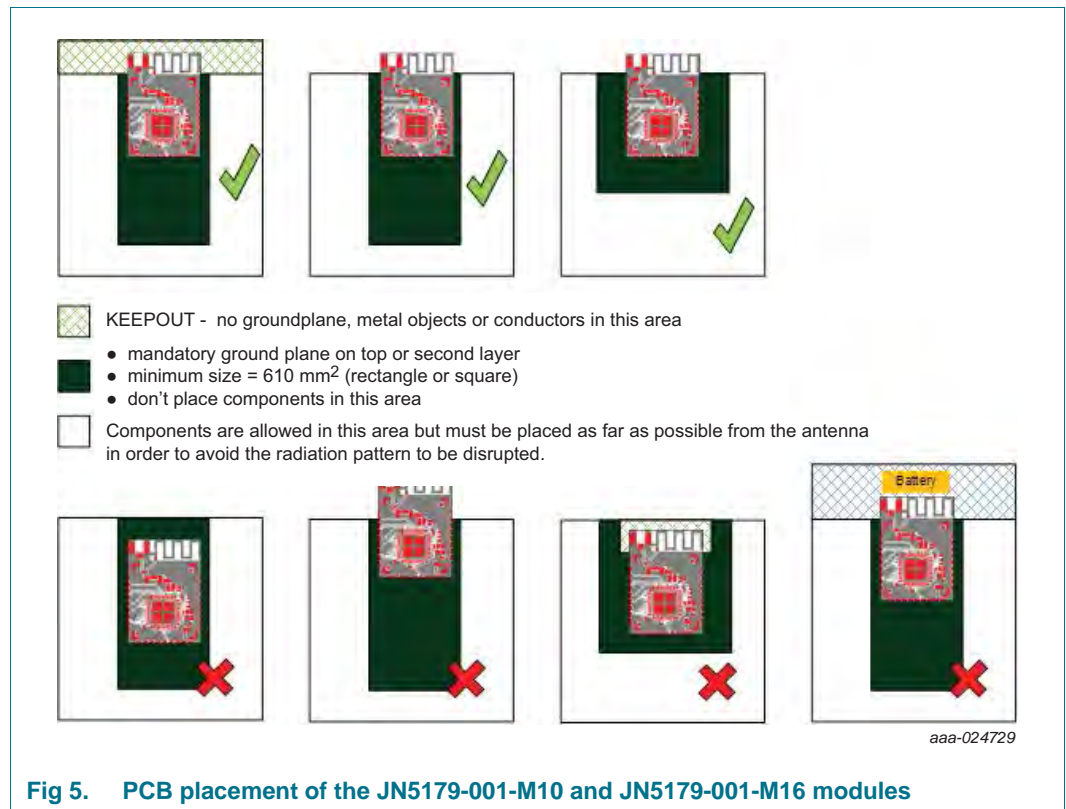 KEEPOUT - no groundplane, metal objects or conductors in this area
● mandatory ground plane on top or second layer
● minimum size = 610 mm2 (rectangle or square)
● don't place components in this area
Components are allowed in this area but must be placed as far as possible from the antenna
in order to avoid the radiation pattern to be disrupted.
Battery
aaa-024729
Fig 5. PCB placement of the JN5179-001-M10 and JN5179-001-M16 modules